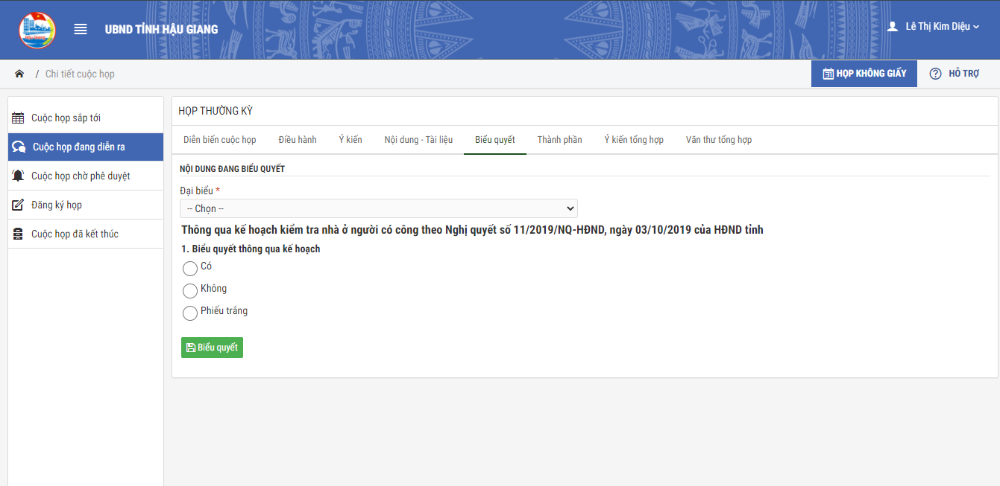 UBND TỈNH HẬU GIANG
Lê Thị Kim Diệu
/ Chi tiết cuộc họp
HỌP KHÔNG GIẤY
HỖ TRỢ
Cuộc họp sắp tới
Cuộc họp đang diễn ra
Cuộc họp chờ phê duyệt
Đăng ký họp
Cuộc họp đã kết thúc
HỌP THƯỜNG KỲ
Diễn biến cuộc họp Điều hành Ý kiến Nội dung - Tài liệu Biểu quyết Thành phần Ý kiến tổng hợp Văn thư tổng hợp
NỘI DUNG ĐANG BIỂU QUYẾT
Đại biểu *
-- Chọn --
Thông qua kế hoạch kiểm tra nhà ở người có công theo Nghị quyết số 11/2019/NQ-HĐND, ngày 03/10/2019 của HĐND tỉnh
1. Biểu quyết thông qua kế hoạch
Có
Không
Phiếu trắng
Biểu quyết